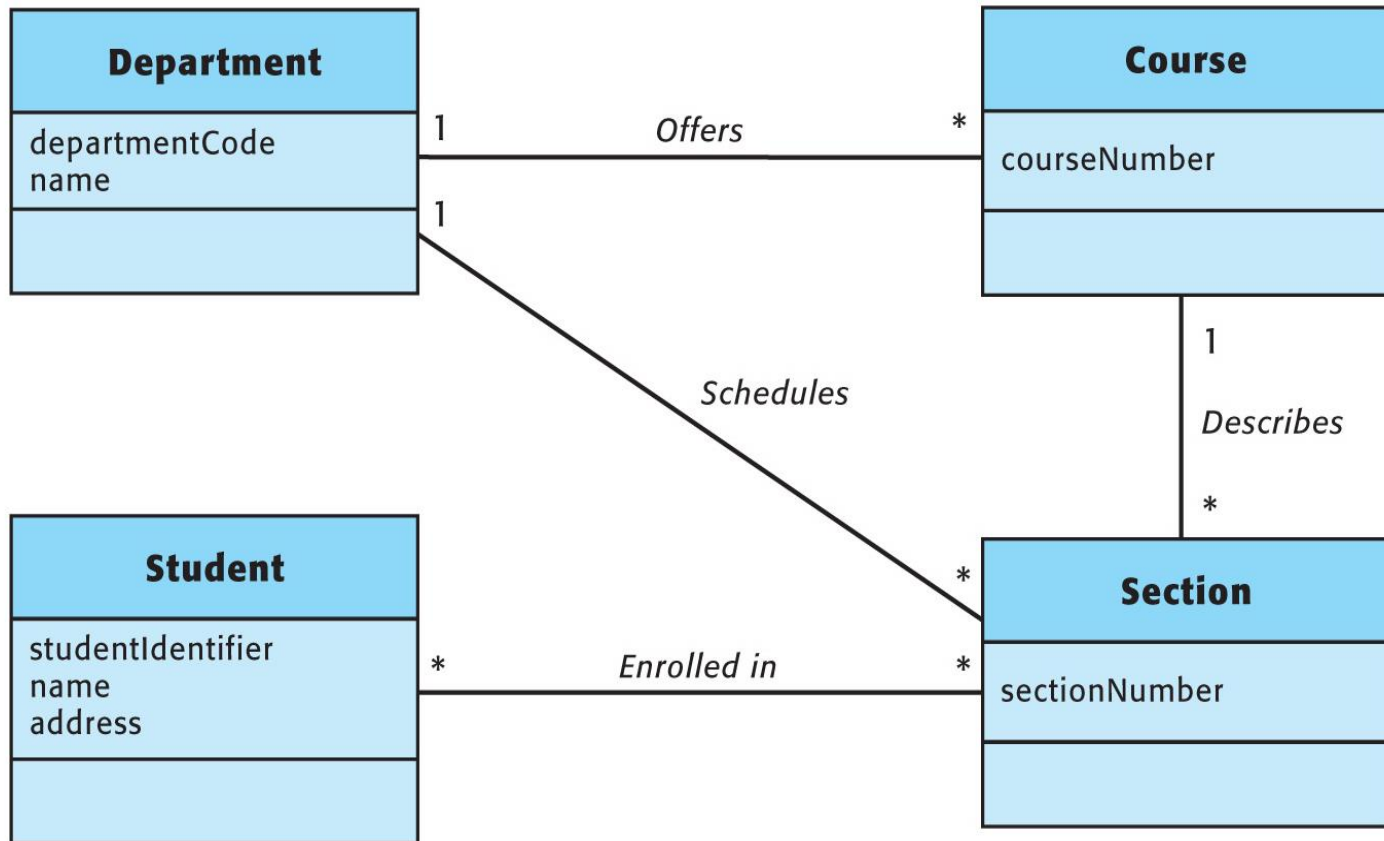 Department
departmentCode
name
1
Offers
*
Course
courseNumber
1
Schedules
*
1
Describes
*
Student
studentIdentifier
name
address
*
Enrolled in
*
Section
sectionNumber